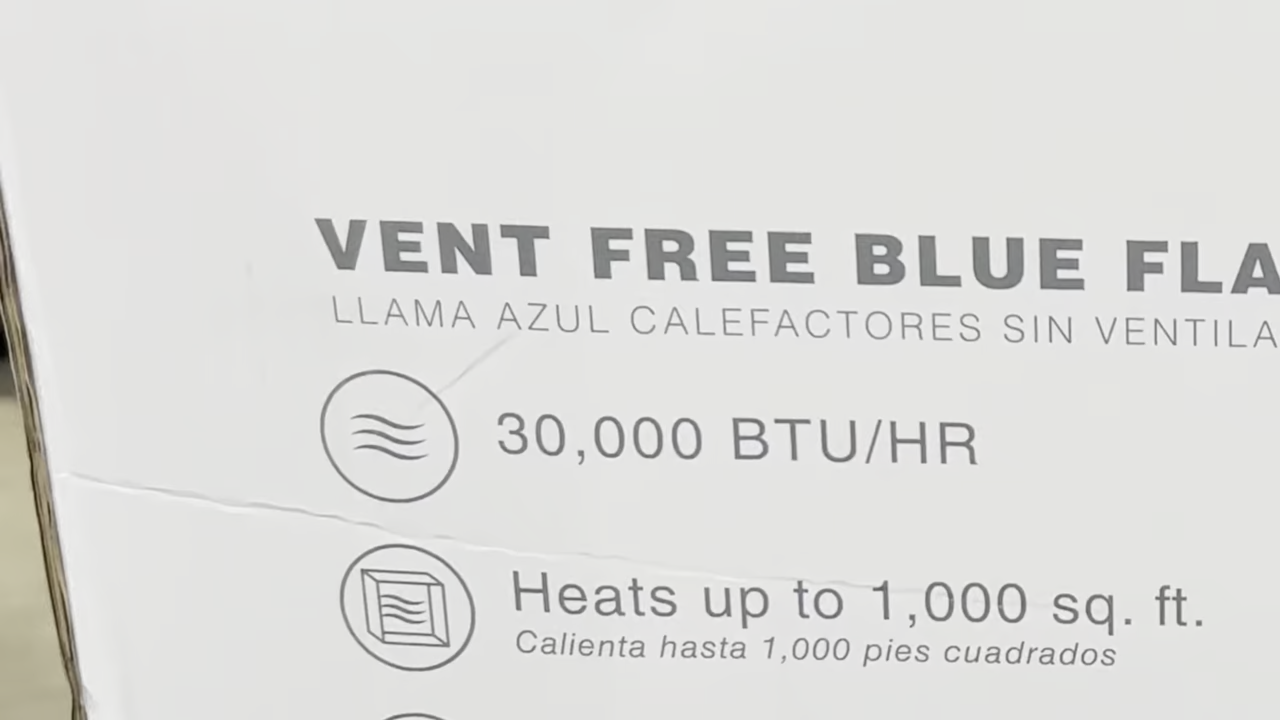 VENT FREE BLUE FLA
LLAMA AZUL CALEFACTORES SIN VENTILA
30,000 BTU/HR
Heats up to 1,000 sq. ft.
Calienta hasta 1,000 pies cuadrados